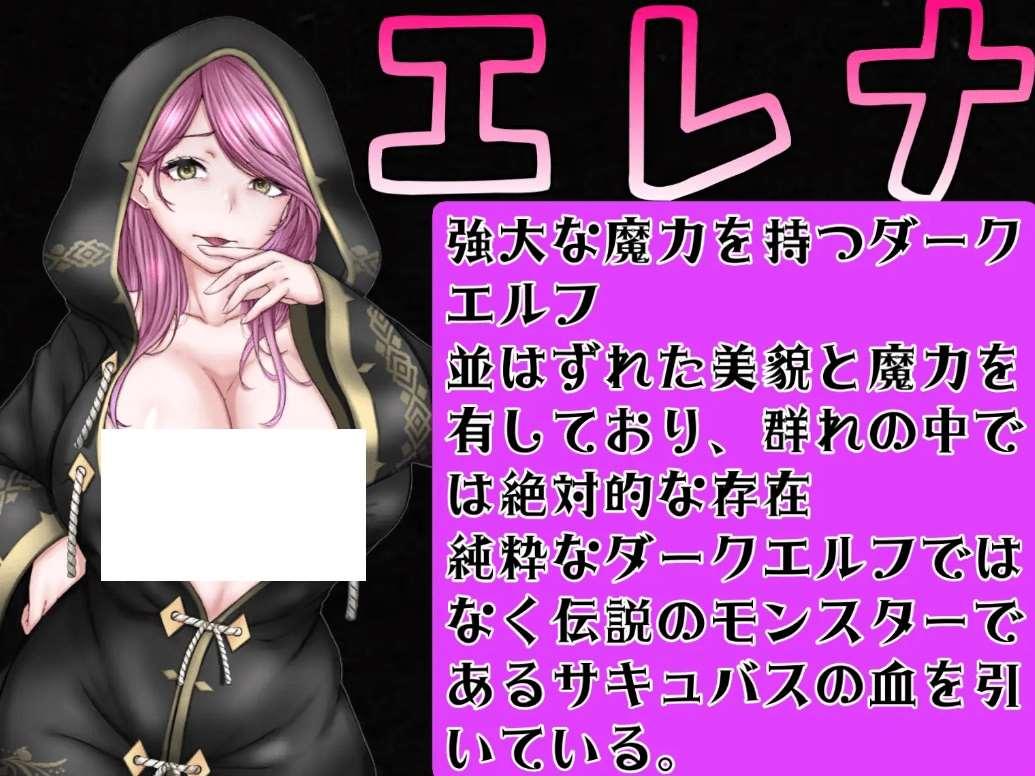 エレナ
強大な魔力を持つダーク
エルフ
並はずれた美貌と魔力を
有しており、群れの中で
は絶対的な存在
純粋なダークエルフでは
なく伝説のモンスターで
あるサキュバスの血を引
いている。